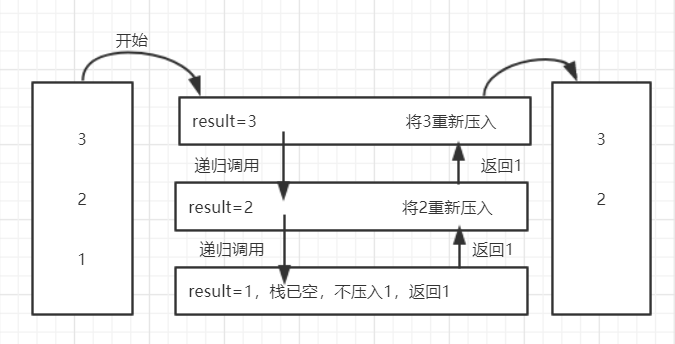 开始
3
2
1
result=3
将3重新压入
递归调用
返回1
result=2
将2重新压入
递归调用
返回1
result=1，栈已空，不压入1，返回1
3
2